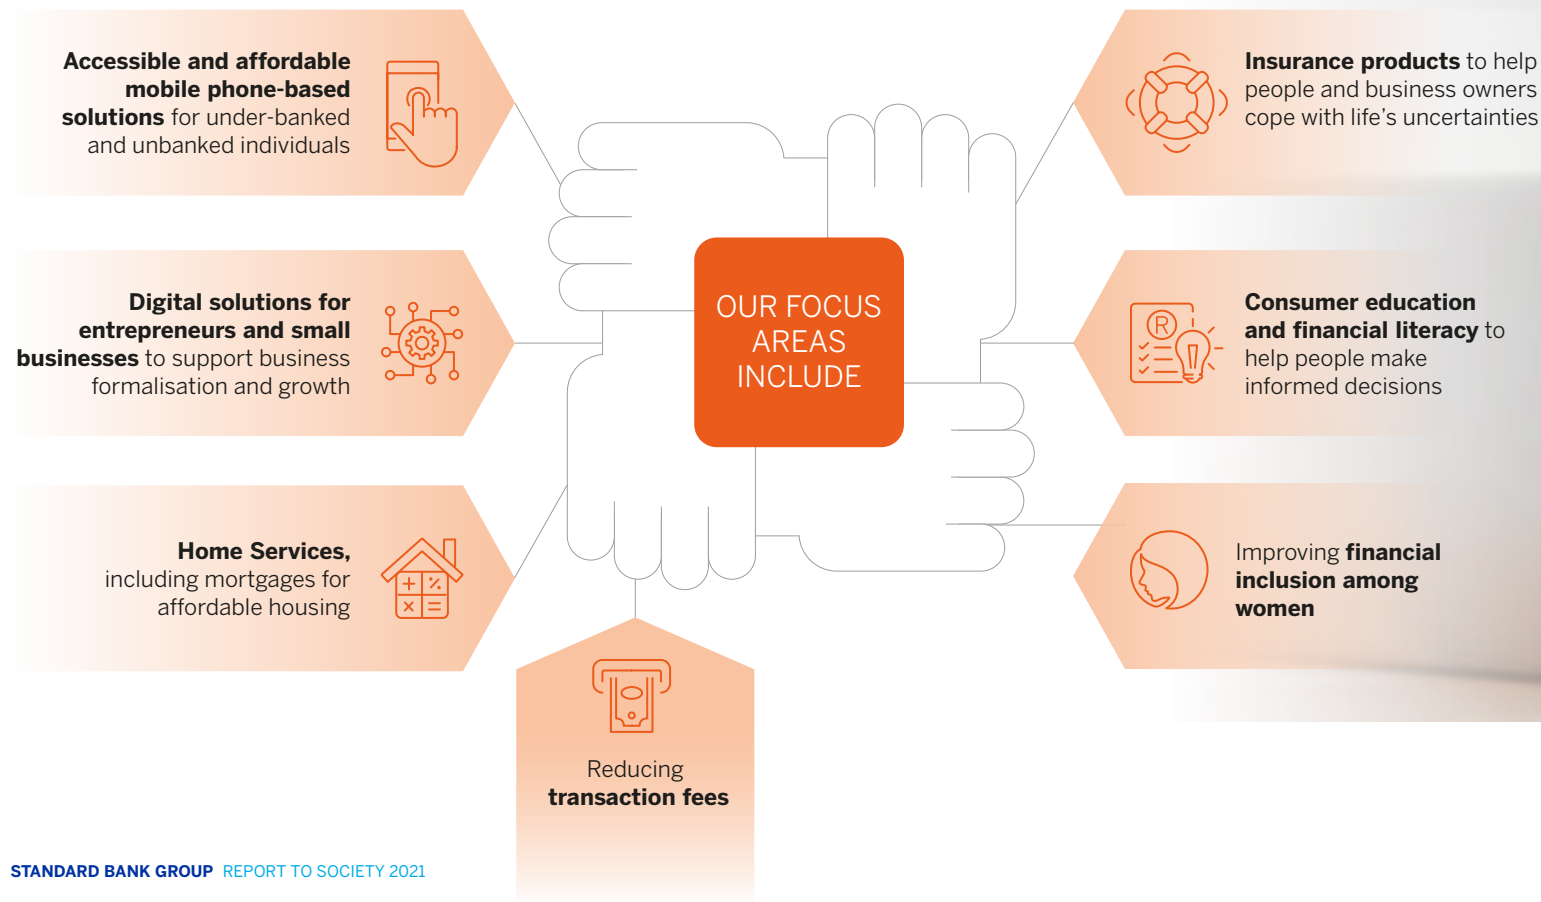 Accessible and affordable
mobile phone-based
solutions for under-banked
and unbanked individuals
Digital solutions for
entrepreneurs and small
businesses to support business
formalisation and growth
Home Services,
including mortgages for
affordable housing
OUR FOCUS
AREAS
INCLUDE
Reducing
transaction fees
Insurance products to help
people and business owners
cope with life’s uncertainties
R
Consumer education
and financial literacy to
help people make
informed decisions
Improving financial
inclusion among
women
STANDARD BANK GROUP REPORT TO SOCIETY 2021